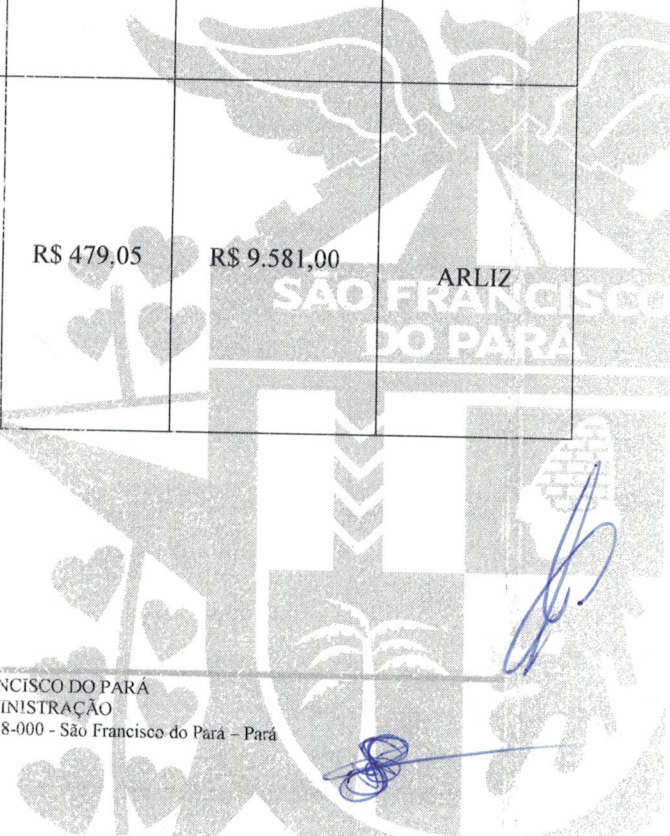 R$ 479,05 R$ 9.581,00 ARLIZ
SÃO FRANCISCO
DO PARÁ
NCISCO DO PARÁ
INISTRAÇÃO
8-000 - São Francisco do Pará – Pará